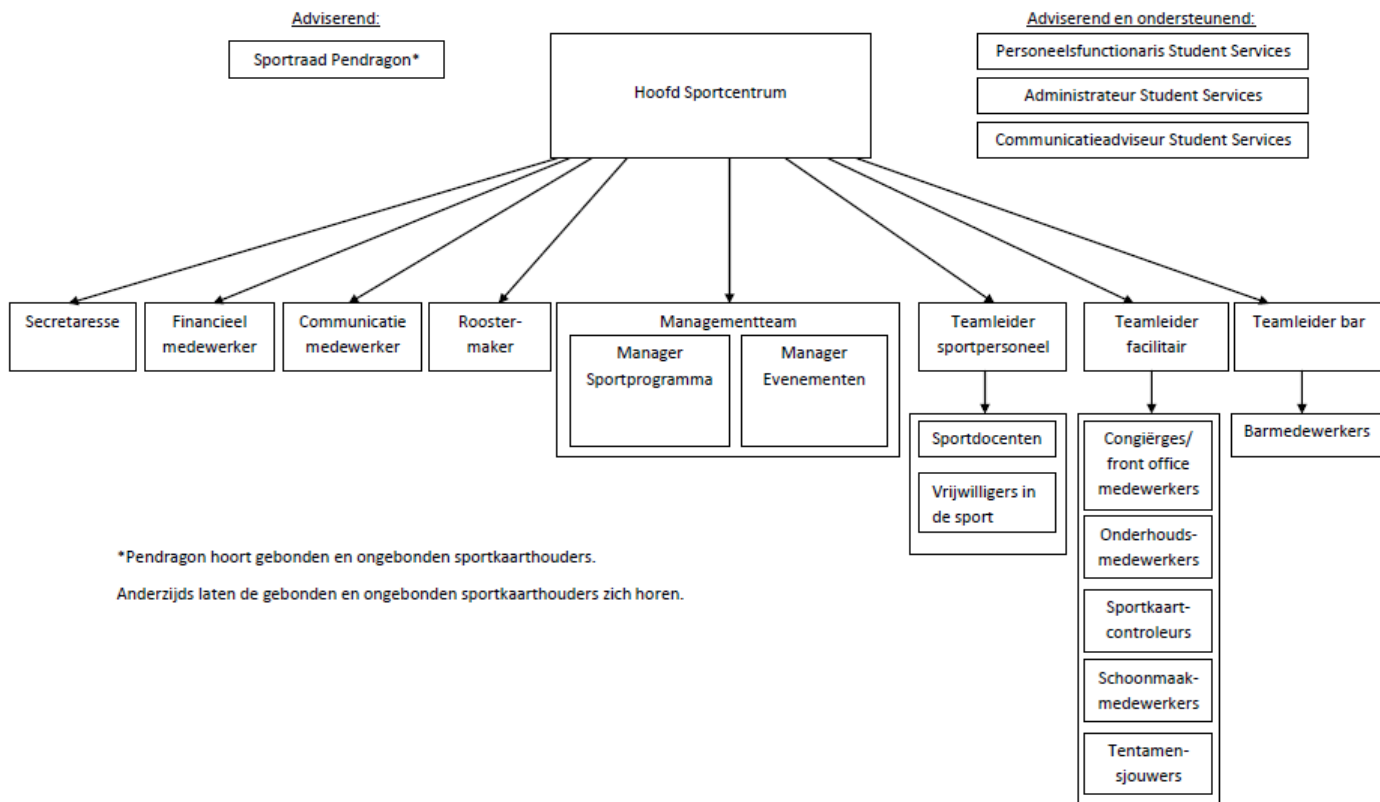 Adviserend:
Sportraad Pendragon*
Hoofd Sportcentrum
Adviserend en ondersteunend:
Personeelsfunctionaris Student Services
Administrateur Student Services
Communicatieadviseur Student Services
Secretaresse
Financieel
medewerker
Communicatie
medewerker
Rooster-
maker
Managementteam
Manager
Sportprogramma
Manager
Evenementen
Teamleider
sportpersoneel
Teamleider
facilitair
Teamleider bar
Sportdocenten
Vrijwilligers in
de sport
Congiërges/
front office
medewerkers
Onderhouds-
medewerkers
Sportkaart-
controleurs
Schoonmaak-
medewerkers
Tentamen-
sjouwers
Barmedewerkers
*Pendragon hoort gebonden en ongebonden sportkaarthouders.
Anderzijds laten de gebonden en ongebonden sportkaarthouders zich horen.